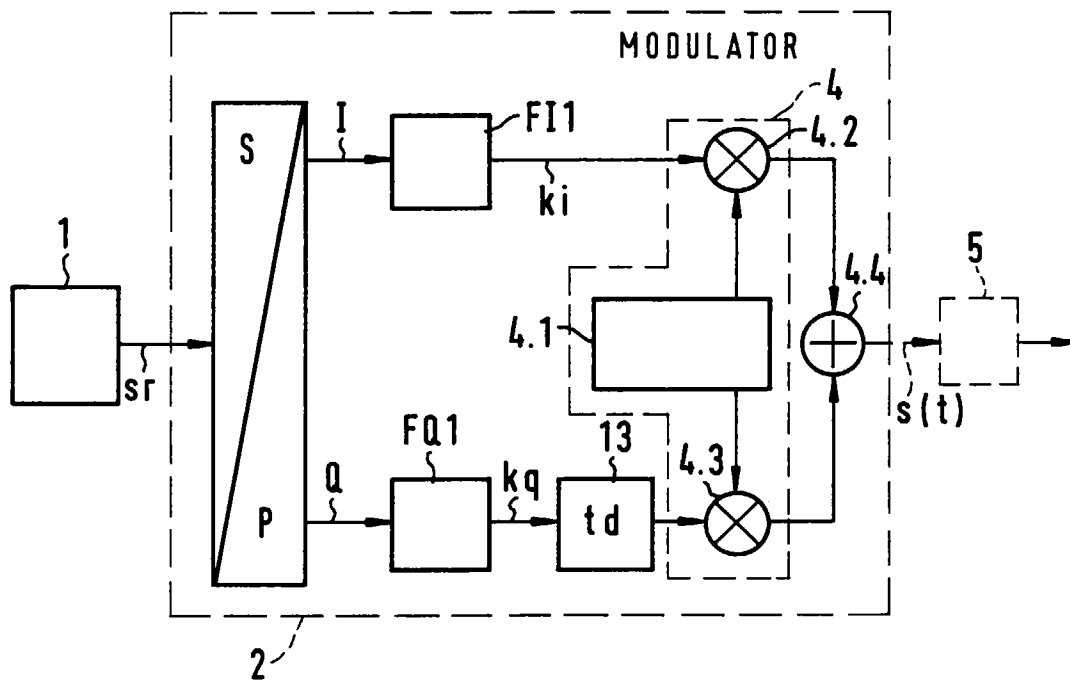 MODULATOR
4
S
I
FI1
4.2
ki
1
5
4.4
4.1
sr
s(t)
FQ1
13
4.3
Q
kq
P
td
2